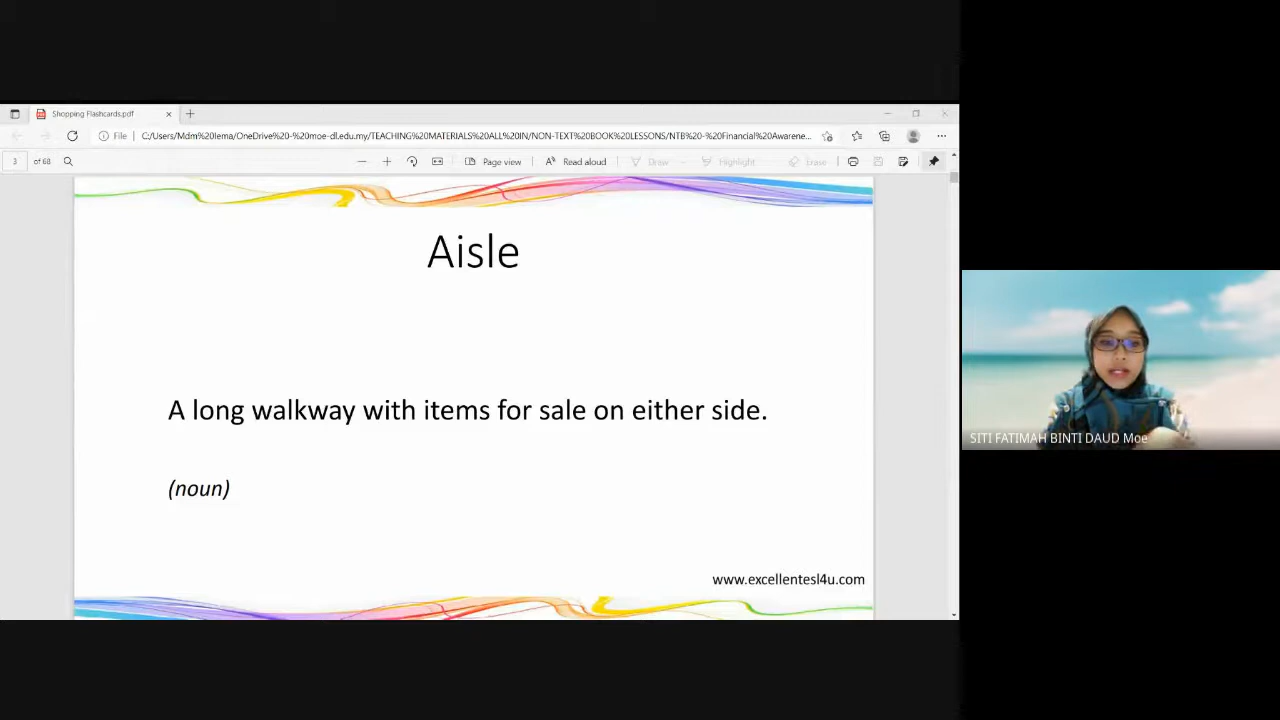 Shopping Flashcards.pdf
File
C:/Users/Mdm%20Iema/OneDrive%20-%20moe-dl.edu.my/TEACHING%20MATERIALS%20ALL%20IN/NON-TEXT%20BOOK%20LESSONS/NTB%20-%20Financial%20Awarene...
3 of 68
Page view
Read aloud
Draw
Highlight
Erase
Aisle
A long walkway with items for sale on either side.
(noun)
www.excellentesl4u.com
SITI FATIMAH BINTI DAUD Moe